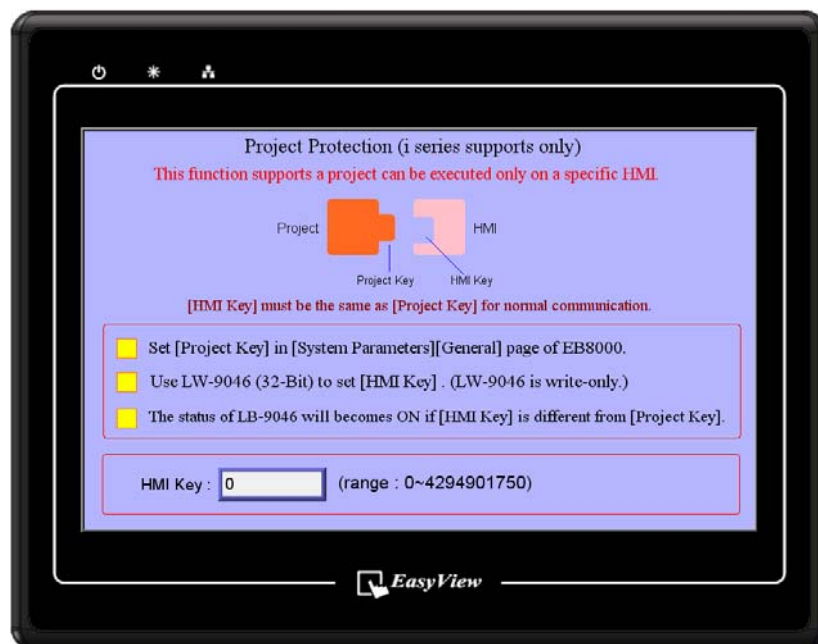 Project Protection (i series supports only)
This function supports a project can be executed only on a specific HMI.
Project
HMI
Project Key
HMI Key
[HMI Key] must be the same as [Project Key] for normal communication.
Set [Project Key] in [System Parameters][General] page of EB8000.
Use LW-9046 (32-Bit) to set [HMI Key] . (LW-9046 is write-only.)
The status of LB-9046 will becomes ON if [HMI Key] is different from [Project Key].
HMI Key : 0 (range : 0~4294901750)
EasyView